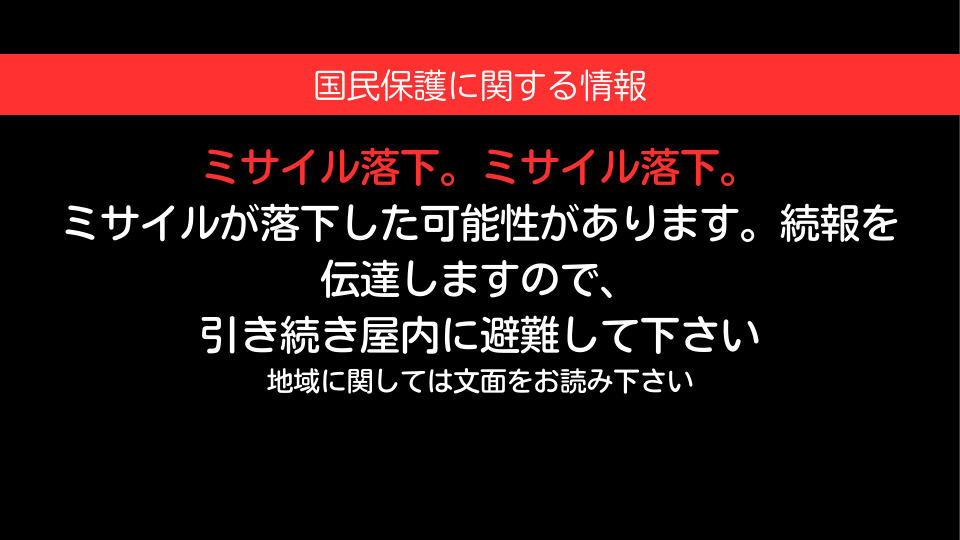 国民保護に関する情報
ミサイル落下。ミサイル落下。
ミサイルが落下した可能性があります。続報を
伝達しますので、
引き続き屋内に避難して下さい
地域に関しては文面をお読み下さい